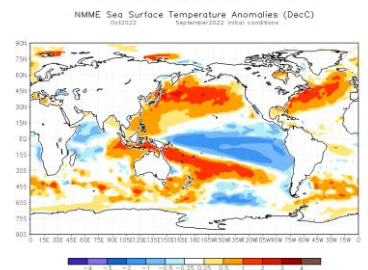 NMME Sea Surface Temperature Anomalies (DecC)
Oct2022 September2022 initial conditions
90N
75N
60N
45N
30N
15N
EQ
15S
30S
45S
60S
75S
90S
0 15E 30E 45E 60E 75E 90E 105E 120E 135E 150E 165E 180 165W 150W 135W 120W 105W 90W 75W 60W 45W 30W 15W 0
-4 -3 -2 -1 -0.5 -0.35 0.35 0.5 1 2 3 4